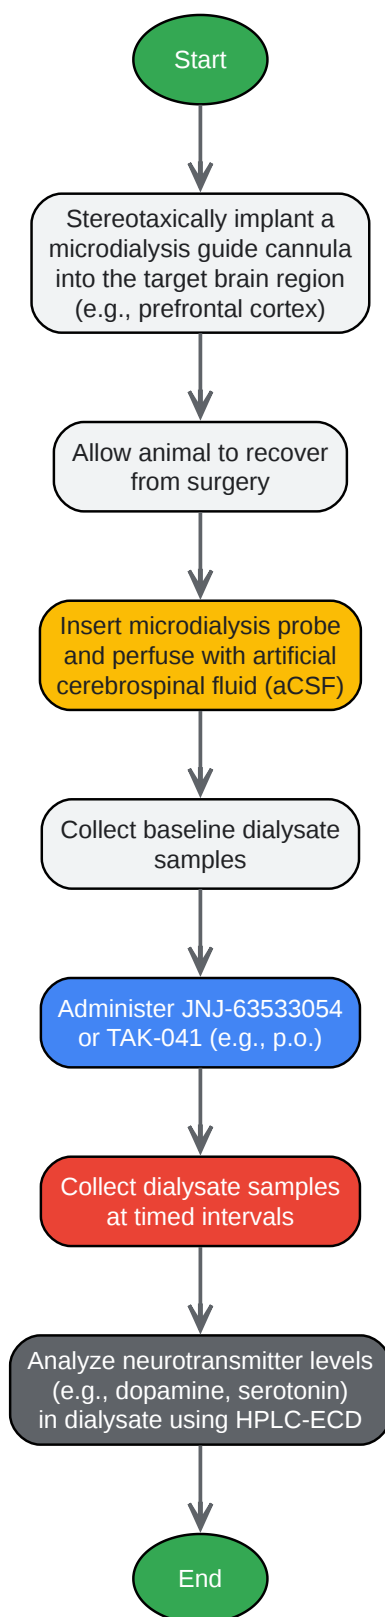 Start
Stereotaxically implant a
microdialysis guide cannula
into the target brain region
(e.g., prefrontal cortex)
Allow animal to recover
from surgery
Insert microdialysis probe
and perfuse with artificial
cerebrospinal fluid (aCSF)
Collect baseline dialysate
samples
Administer JNJ-63533054
or TAK-041 (e.g., p.o.)
Collect dialysate samples
at timed intervals
Analyze neurotransmitter levels
(e.g., dopamine, serotonin)
in dialysate using HPLC-ECD
End